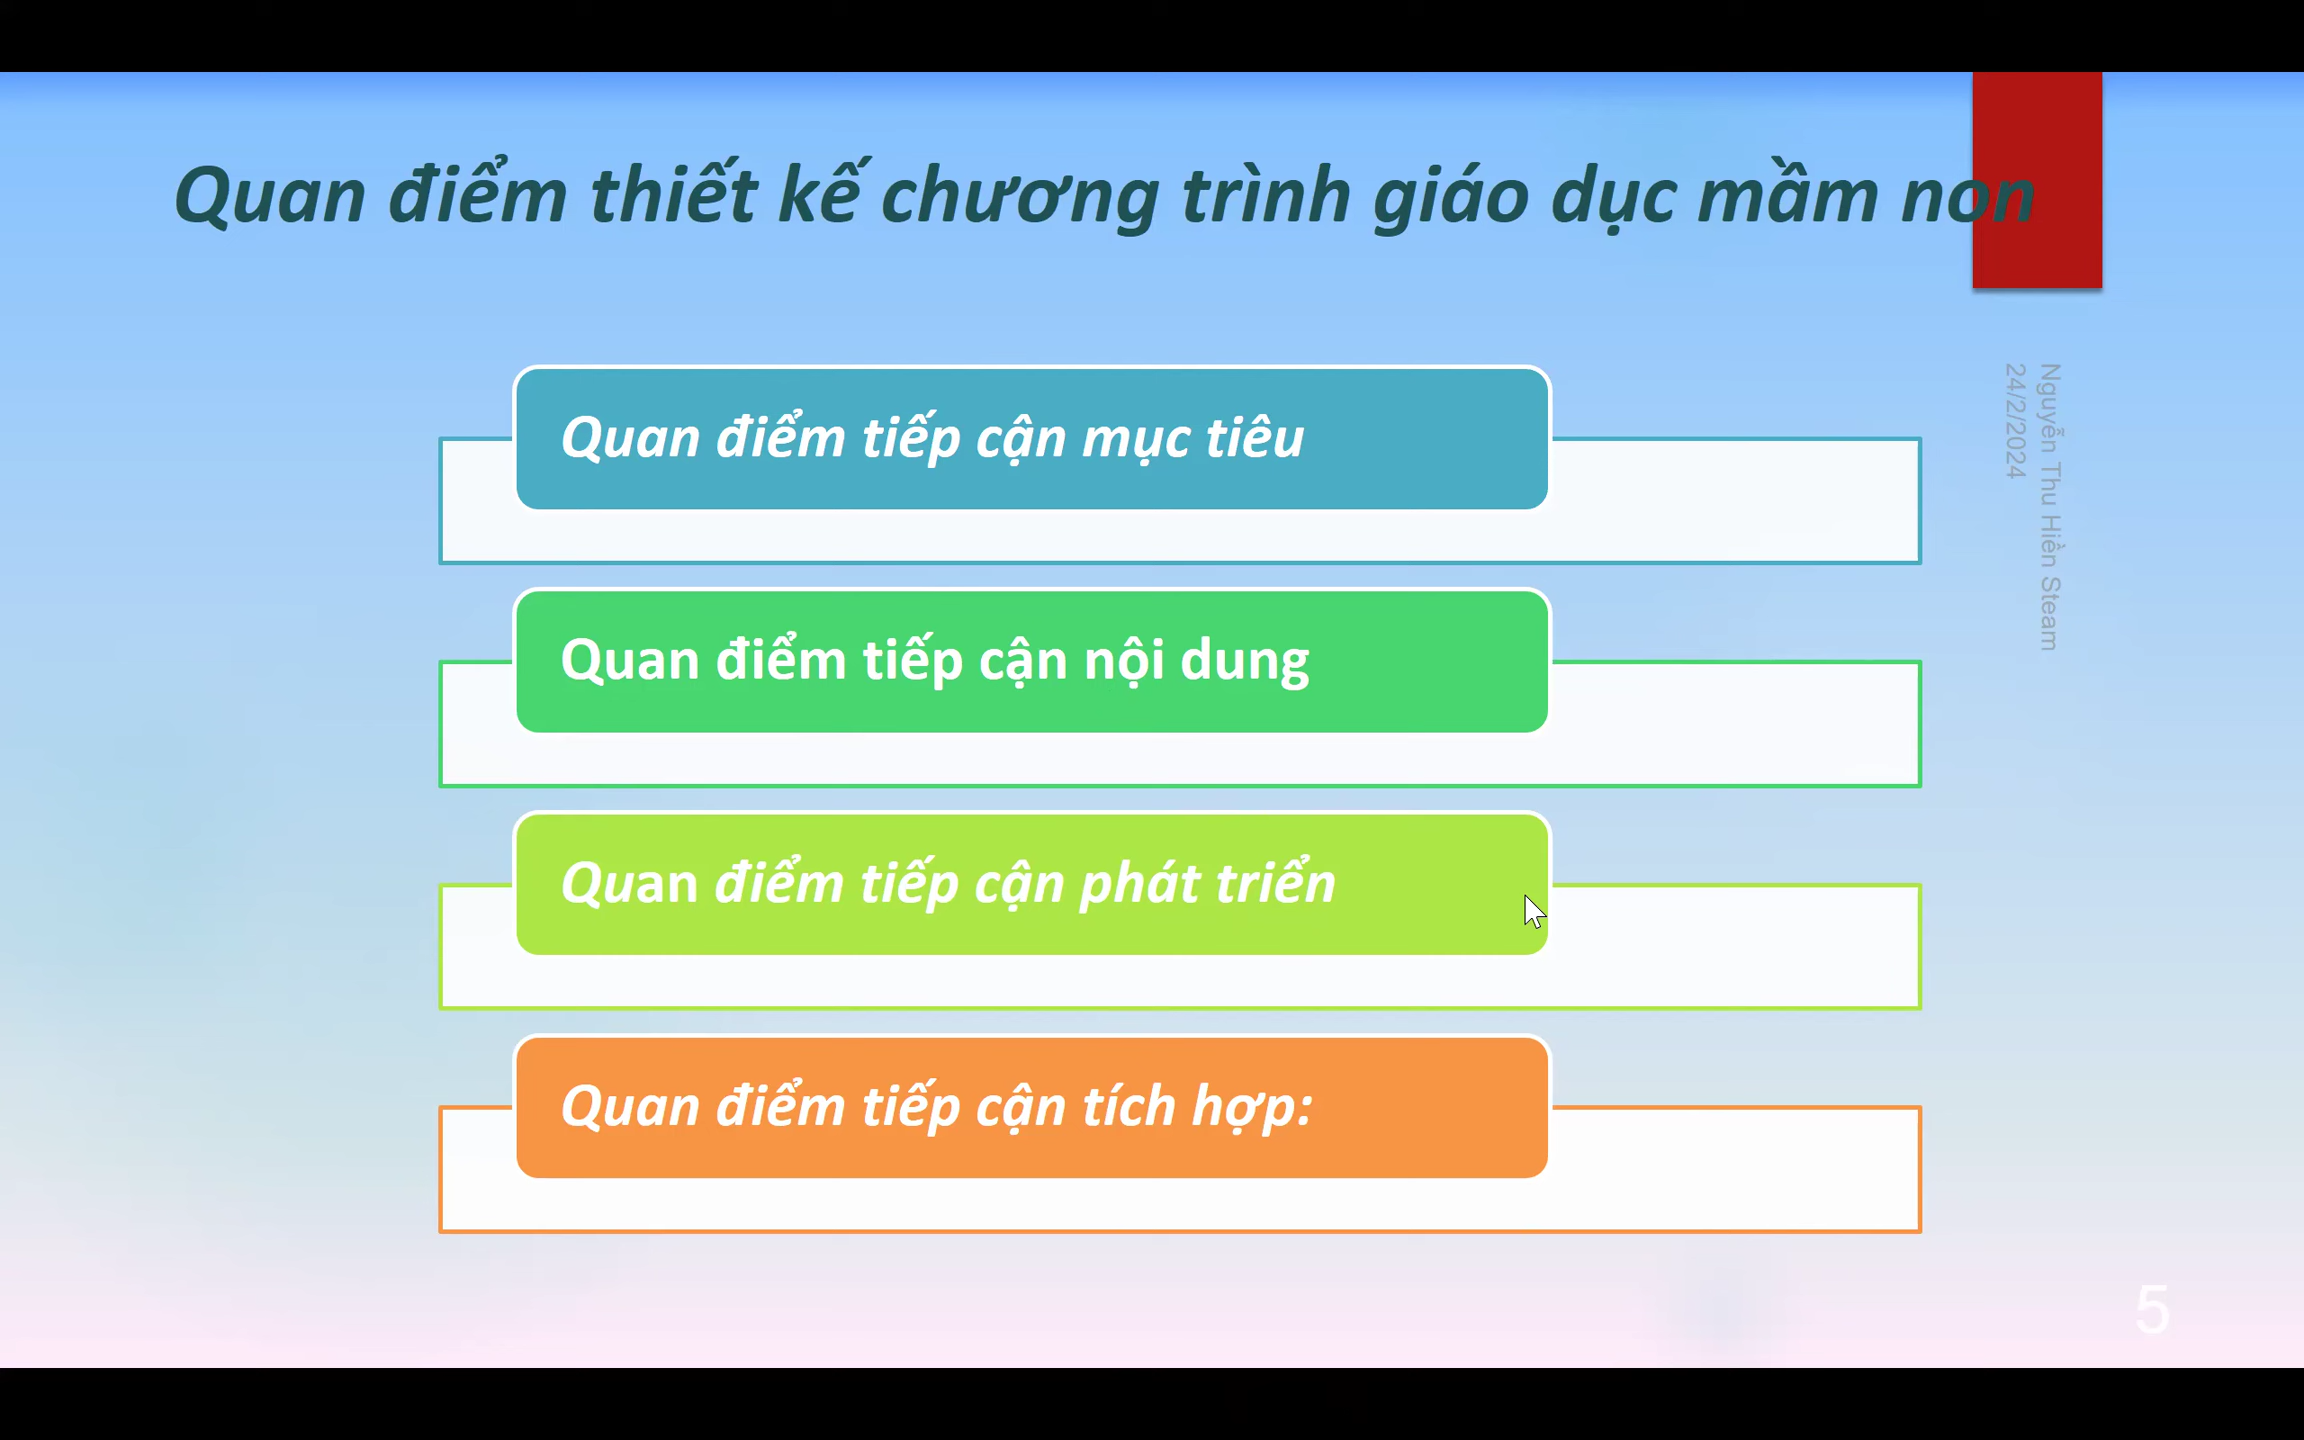 Quan điểm thiết kế chương trình giáo dục mầm non
Quan điểm tiếp cận mục tiêu
Quan điểm tiếp cận nội dung
Quan điểm tiếp cận phát triển
Quan điểm tiếp cận tích hợp:
Nguyễn Thu Hiền Steam
24/2/2024
5